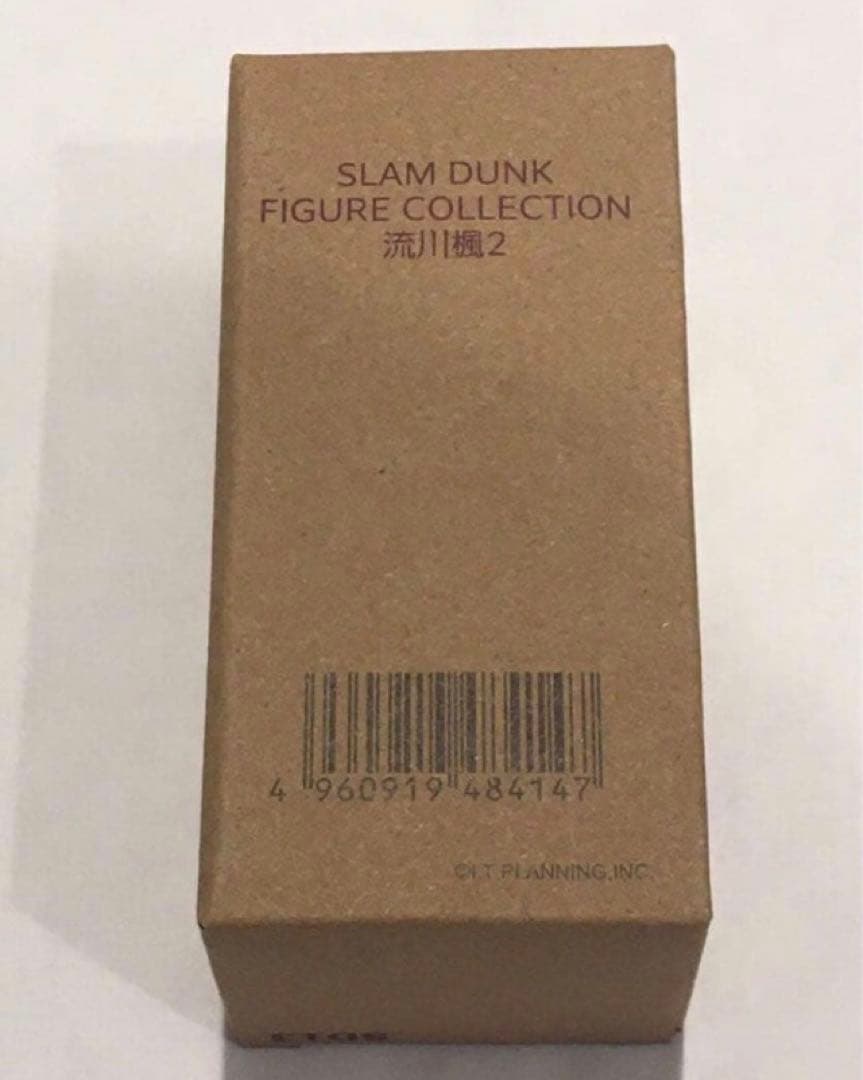 SLAM DUNK
FIGURE COLLECTION
流川楓2
4 960919 484147
©I.T PLANNING,INC.